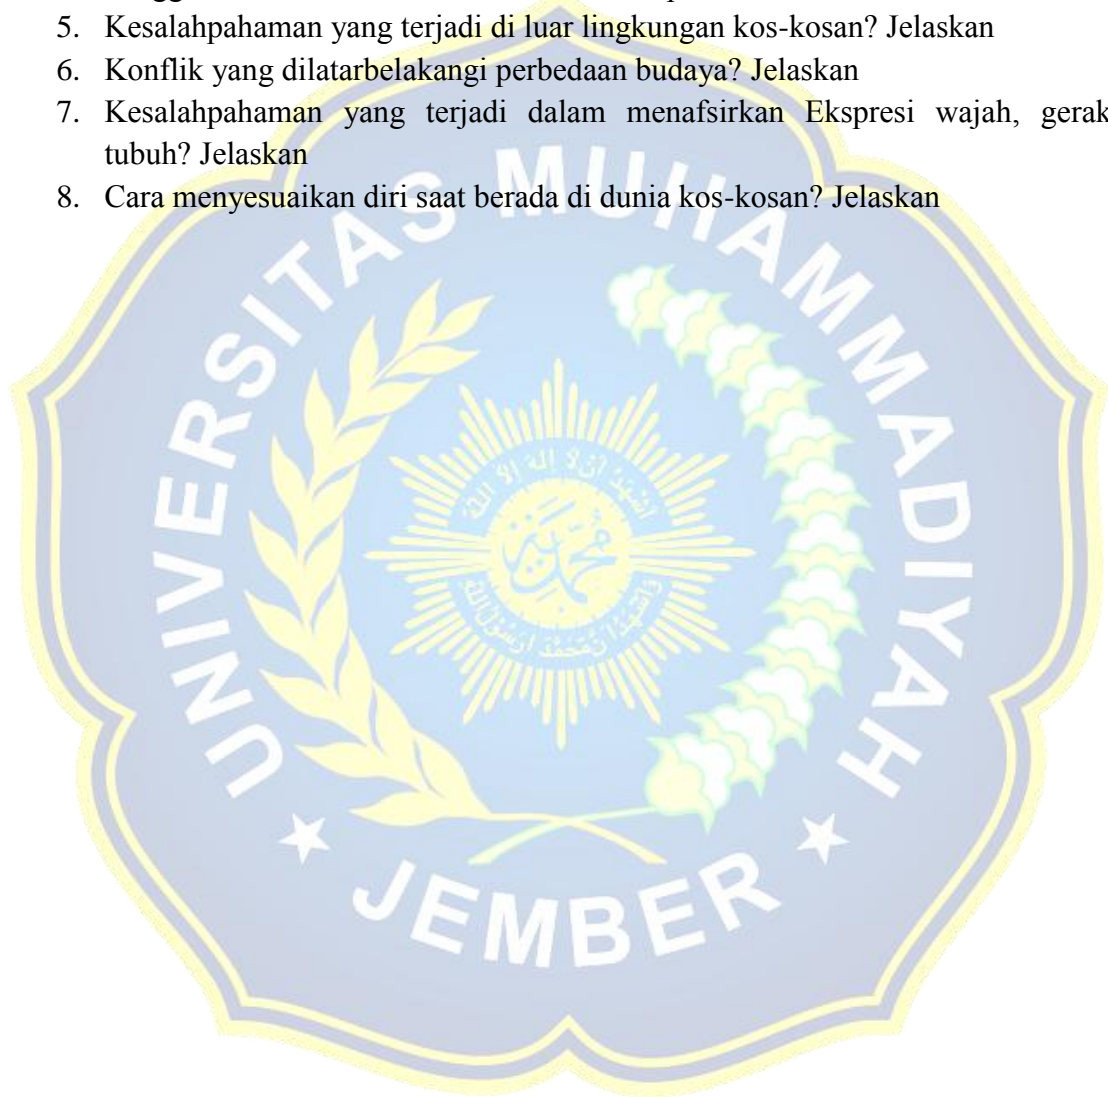 5. Kesalahpahaman yang terjadi di luar lingkungan kos-kosan? Jelaskan
6. Konflik yang dilatarbelakangi perbedaan budaya? Jelaskan
7. Kesalahpahaman yang terjadi dalam menafsirkan Ekspresi wajah, gerak
tubuh? Jelaskan
8. Cara menyesuaikan diri saat berada di dunia kos-kosan? Jelaskan
UNIVERSITAS MUHAMMADIYAH
JEMBER